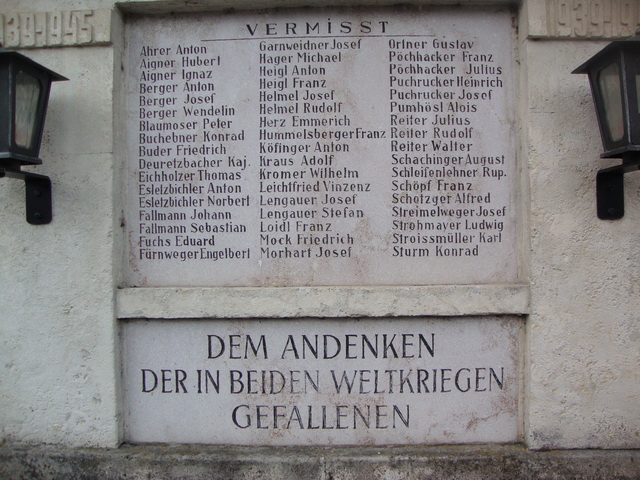 1939-1945
1939-19
VERMISST
Ahrer Anton
Aigner Hubert
Aigner Ignaz
Berger Anton
Berger Josef
Berger Wendelin
Blaumoser Peter
Buchebner Konrad
Buder Friedrich
Deuretzbacher Kaj.
Eichholzer Thomas
Esletzbichler Anton
Esletzbichler Norbert
Fallmann Johann
Fallmann Sebastian
Fuchs Eduard
Fürnweger Engelbert
Garnweidner Josef
Hager Michael
Heigl Anton
Heigl Franz
Helmel Josef
Helmel Rudolf
Herz Emmerich
Hummelsberger Franz
Köfinger Anton
Kraus Adolf
Kromer Wilhelm
Leichtfried Vinzenz
Lengauer Josef
Lengauer Stefan
Loidl Franz
Mock Friedrich
Morhart Josef
Ortner Gustav
Pöchhacker Franz
Pöchhacker Julius
Puchrucker Heinrich
Puchrucker Josef
Pumhösl Alois
Reiter Julius
Reiter Rudolf
Reiter Walter
Schachinger August
Schleifenlehner Rup.
Schöpf Franz
Schotzger Alfred
Streimelweger Josef
Strohmayer Ludwig
Stroissmüller Karl
Sturm Konrad
DEM ANDENKEN
DER IN BEIDEN WELTKRIEGEN
GEFALLENEN